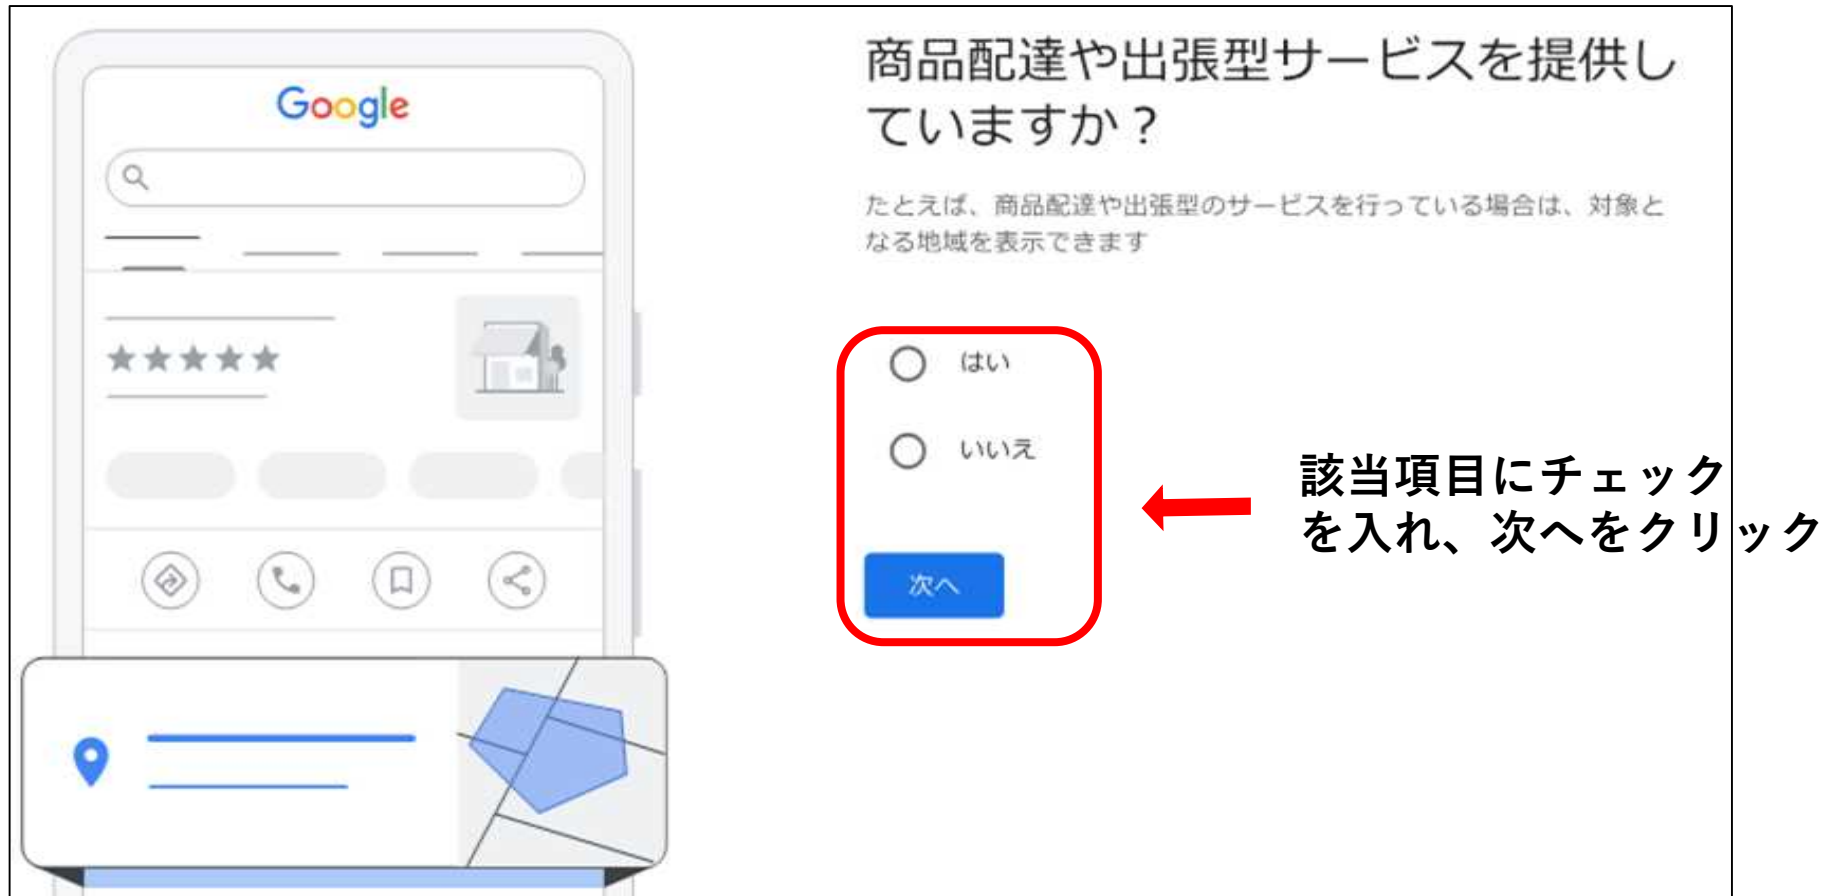 Google
商品配達や出張型サービスを提供し
ていますか？
たとえば、商品配達や出張型のサービスを行っている場合は、対象と
なる地域を表示できます
はい
いいえ
次へ
該当項目にチェック
を入れ、次へをクリック